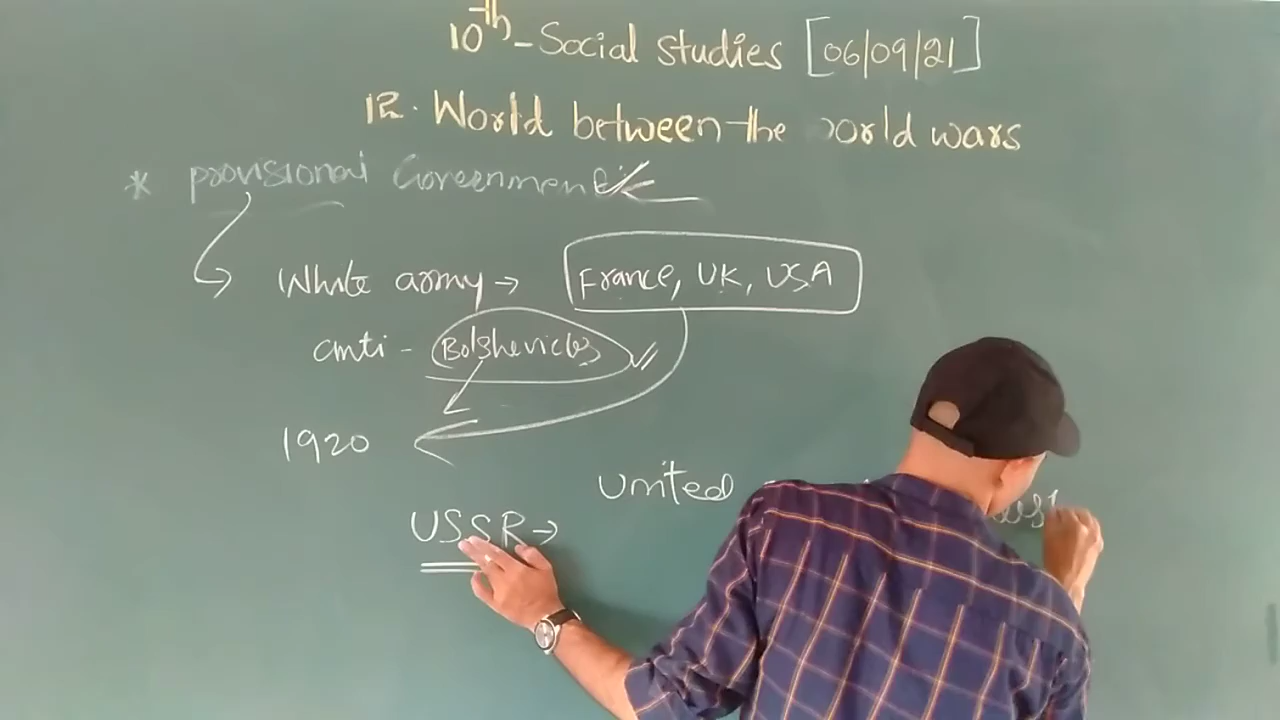 10th - Social studies [06/09/21]
12. World between the world wars
* provisional Government
White army → France, UK, USA
anti - Bolshevicks
1920
United
USSR →